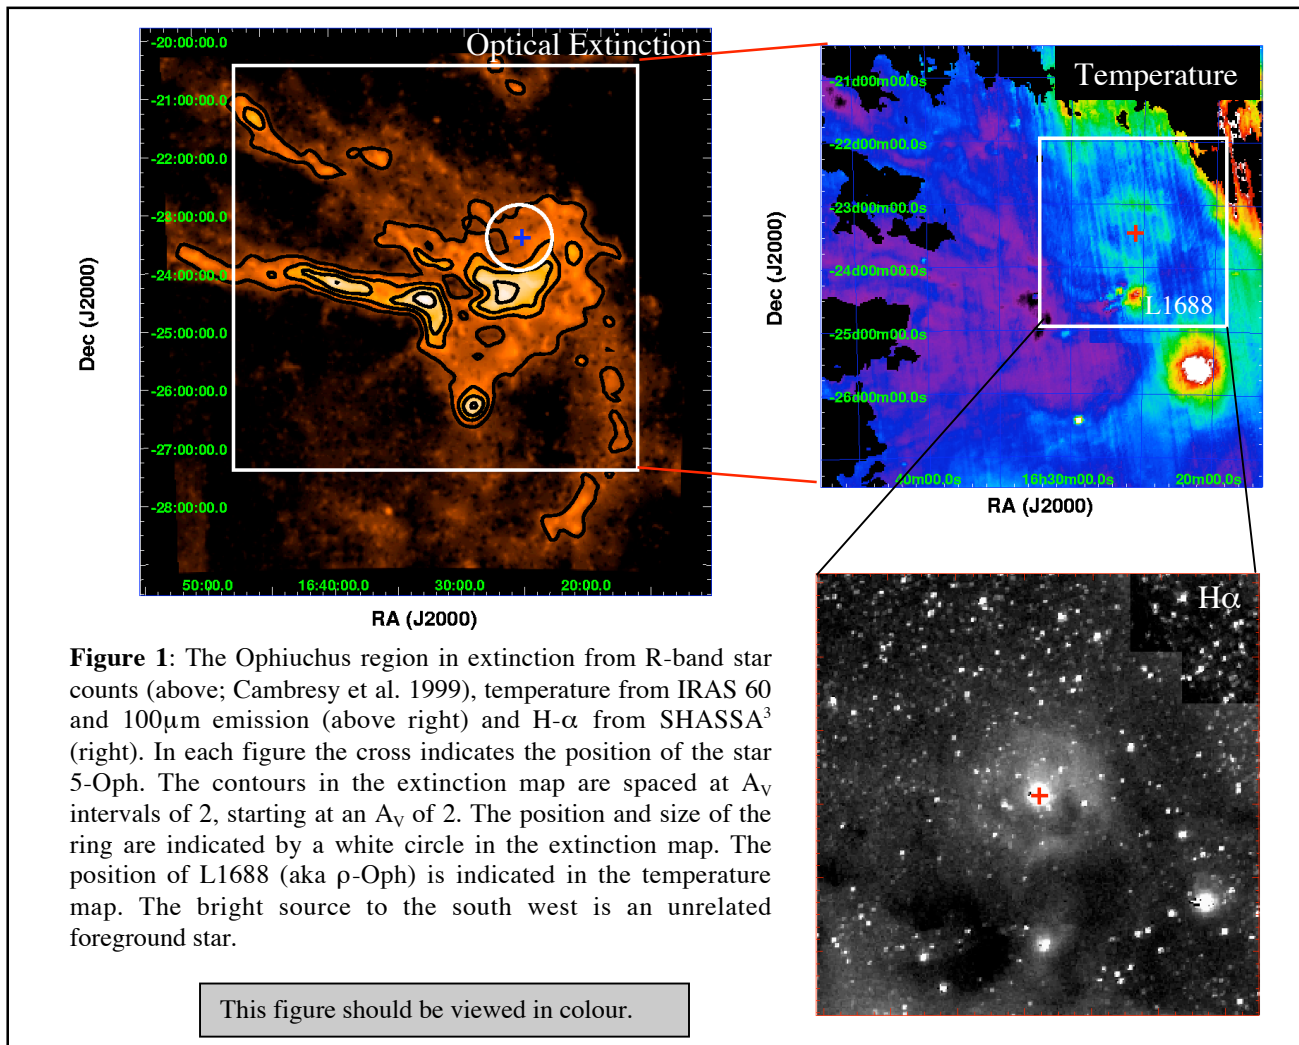 Optical Extinction
-20:00:00.0
-21:00:00.0
-22:00:00.0
-28:00:00.0
-24:00:00.0
-25:00:00.0
-26:00:00.0
-27:00:00.0
-28:00:00.0
Dec (J2000)
50:00.0 16:40:00.0 30:00.0 20:00.0
RA (J2000)
Temperature
-21d00m00.0s
-22d00m00.0s
-23d00m00.0s
-24d00m00.0s
-25d00m00.0s
-26d00m00.0s
L1688
Dec (J2000)
40m00.0s 16h30m00.0s 20m00.0s
RA (J2000)
Hα
Figure 1: The Ophiuchus region in extinction from R-band star
counts (above; Cambresy et al. 1999), temperature from IRAS 60
and 100μm emission (above right) and H-α from SHASSA³
(right). In each figure the cross indicates the position of the star
5-Oph. The contours in the extinction map are spaced at A_V
intervals of 2, starting at an A_V of 2. The position and size of the
ring are indicated by a white circle in the extinction map. The
position of L1688 (aka ρ-Oph) is indicated in the temperature
map. The bright source to the south west is an unrelated
foreground star.
This figure should be viewed in colour.